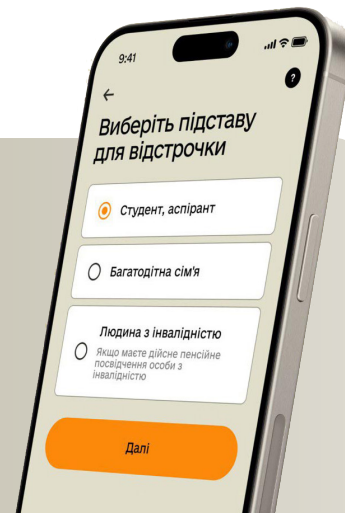 9:41
?
←
Виберіть підставу
для відстрочки
Студент, аспірант
Багатодітна сім'я
Людина з інвалідністю
Якщо маєте дійсне пенсійне
посвідчення особи з
інвалідністю
Далі